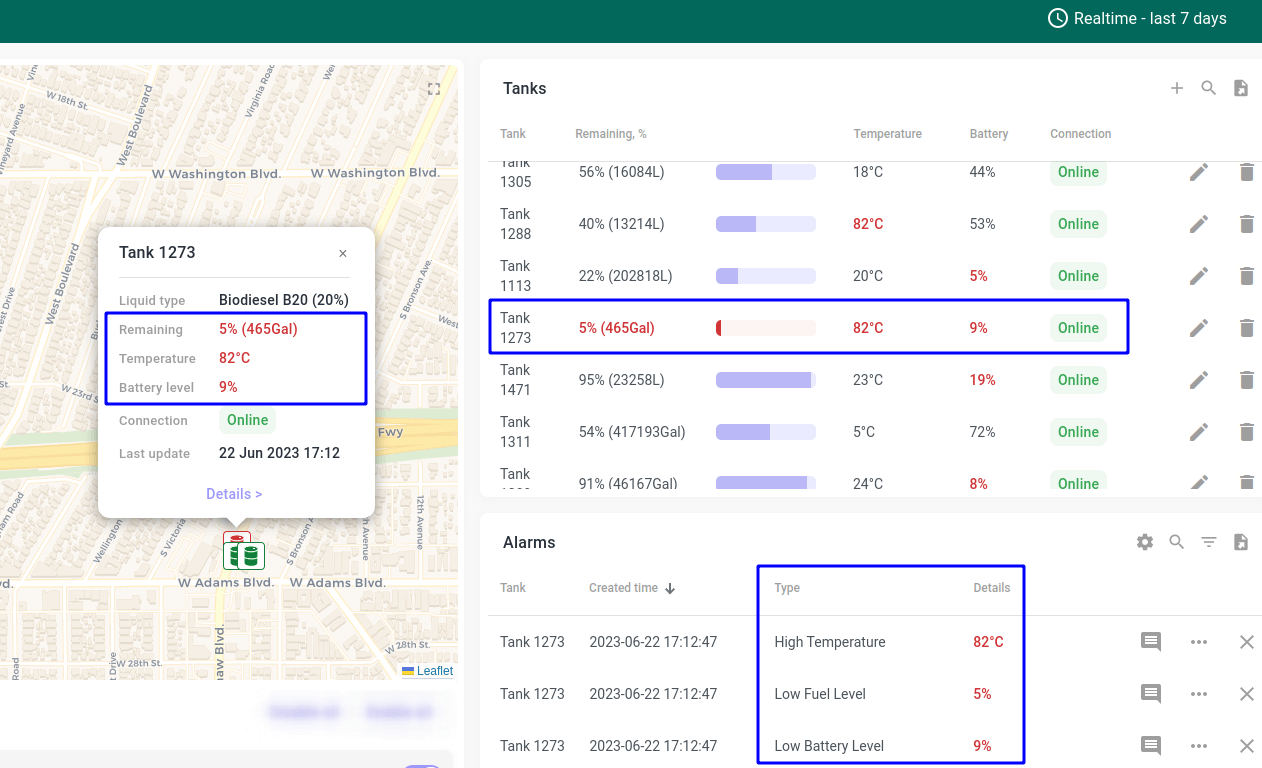 Realtime - last 7 days
W 18th St.
West Boulevard
Virginia Road
W Washington Blvd.
W Washington Blvd.
West Boulevard
S Bronson Ave.
W 23rd St.
Fwy
Wellington
S Victoria
S Bronson A
12th Avenue
W Adams Blvd.
W Adams Blvd.
W 28th St.
W 28th St.
Leaflet
Tank 1273
×
Liquid type Biodiesel B20 (20%)
Remaining 5% (465Gal)
Temperature 82°C
Battery level 9%
Connection Online
Last update 22 Jun 2023 17:12
Details >
Tanks
Tank Remaining, % Temperature Battery Connection
Tank 1305 56% (16084L) 18°C 44% Online
Tank 1288 40% (13214L) 82°C 53% Online
Tank 1113 22% (202818L) 20°C 5% Online
Tank 1273 5% (465Gal) 82°C 9% Online
Tank 1471 95% (23258L) 23°C 19% Online
Tank 1311 54% (417193Gal) 5°C 72% Online
Tank 91% (46167Gal) 24°C 8% Online
Alarms
Tank Created time Type Details
Tank 1273 2023-06-22 17:12:47 High Temperature 82°C
Tank 1273 2023-06-22 17:12:47 Low Fuel Level 5%
Tank 1273 2023-06-22 17:12:47 Low Battery Level 9%